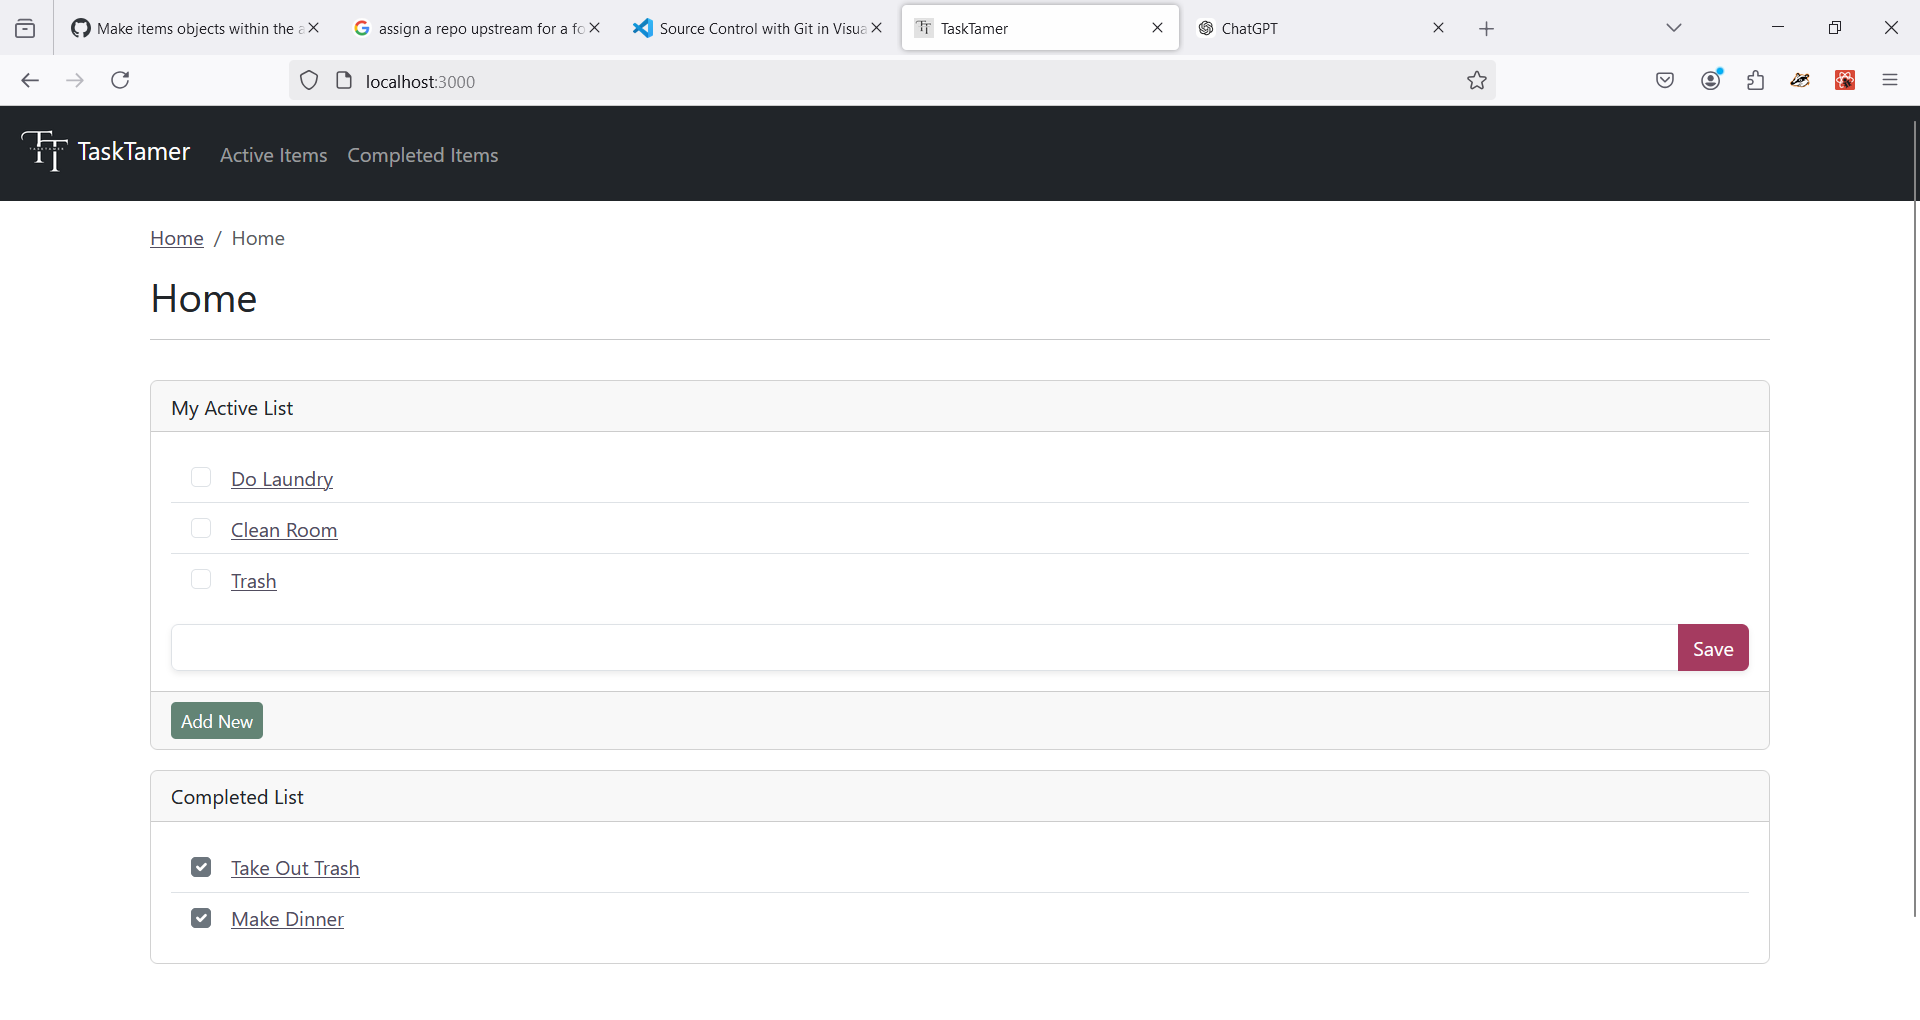 Make items objects within the a
assign a repo upstream for a fo
Source Control with Git in Visua
TaskTamer
ChatGPT
localhost:3000
TT TaskTamer
Active Items
Completed Items
Home / Home
Home
My Active List
Do Laundry
Clean Room
Trash
Save
Add New
Completed List
Take Out Trash
Make Dinner